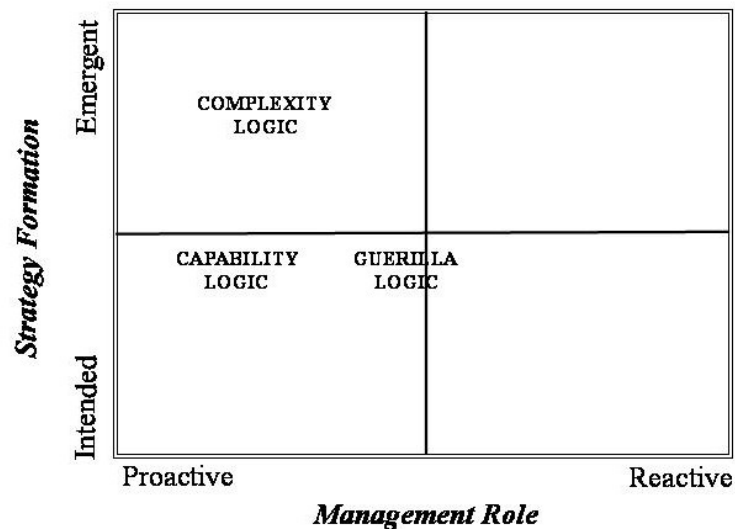 Strategy Formation
Emergent
Intended
COMPLEXITY
LOGIC
CAPABILITY
LOGIC
GUERILLA
LOGIC
Proactive
Reactive
Management Role